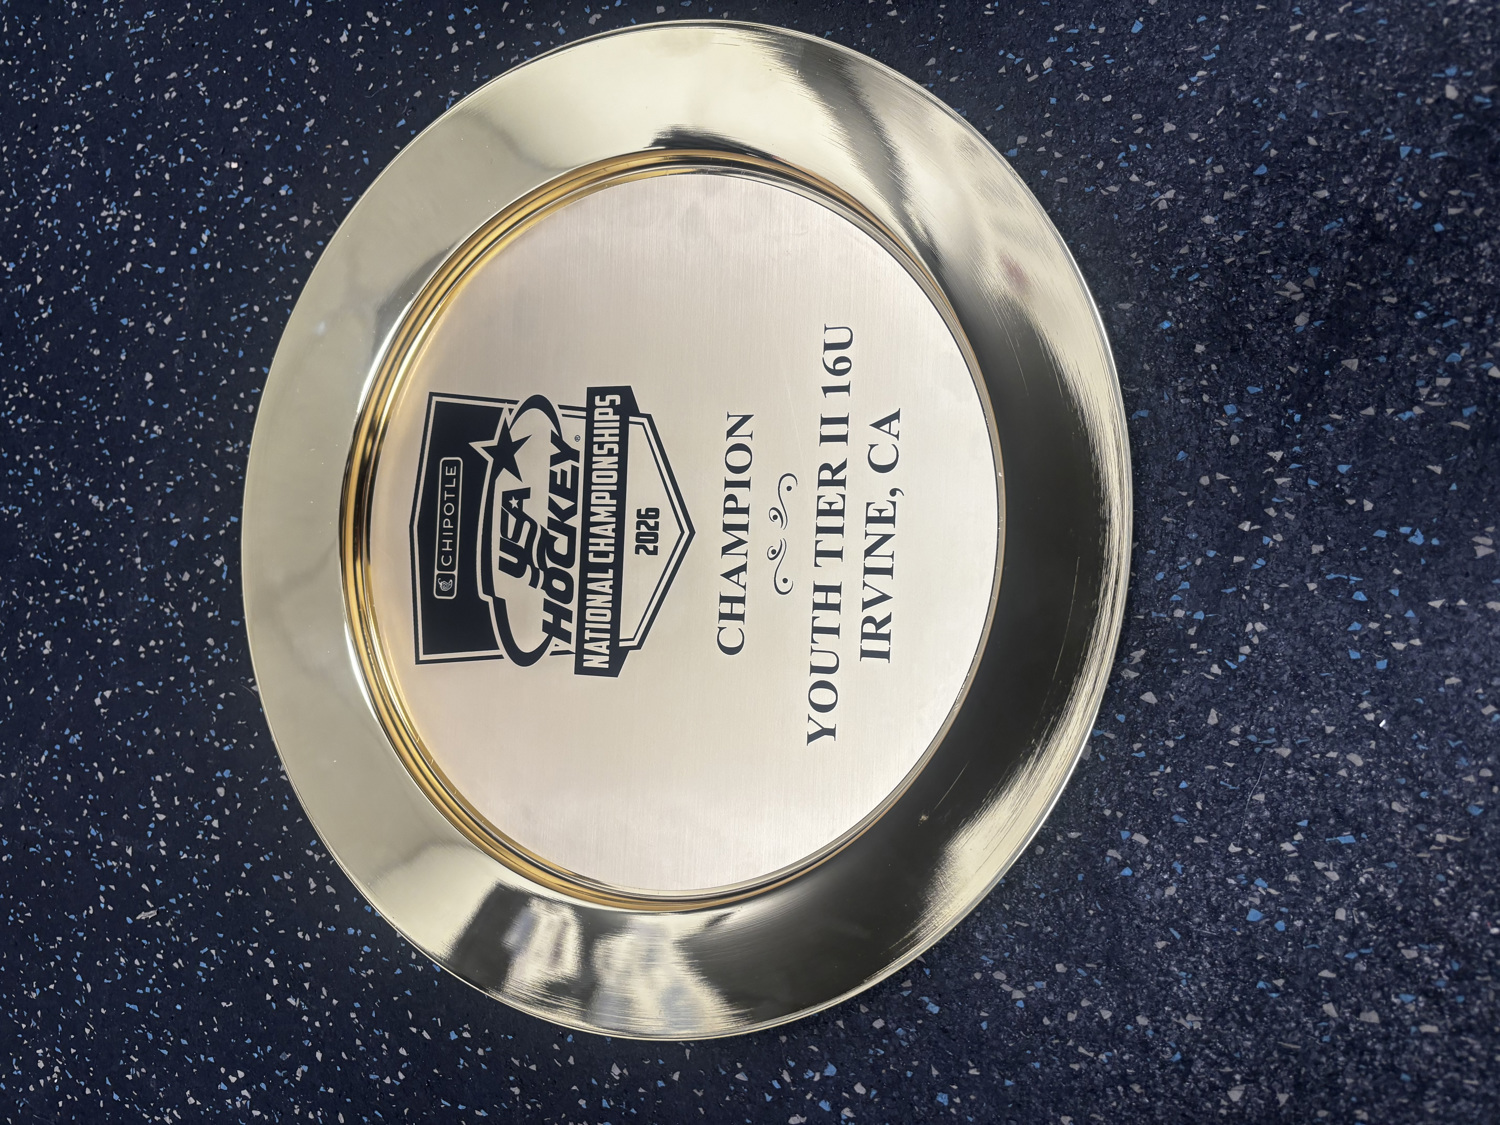 CHIPOTLE
USA
HOCKEY®
NATIONAL CHAMPIONSHIPS
2026
CHAMPION
YOUTH TIER II 16U
IRVINE, CA